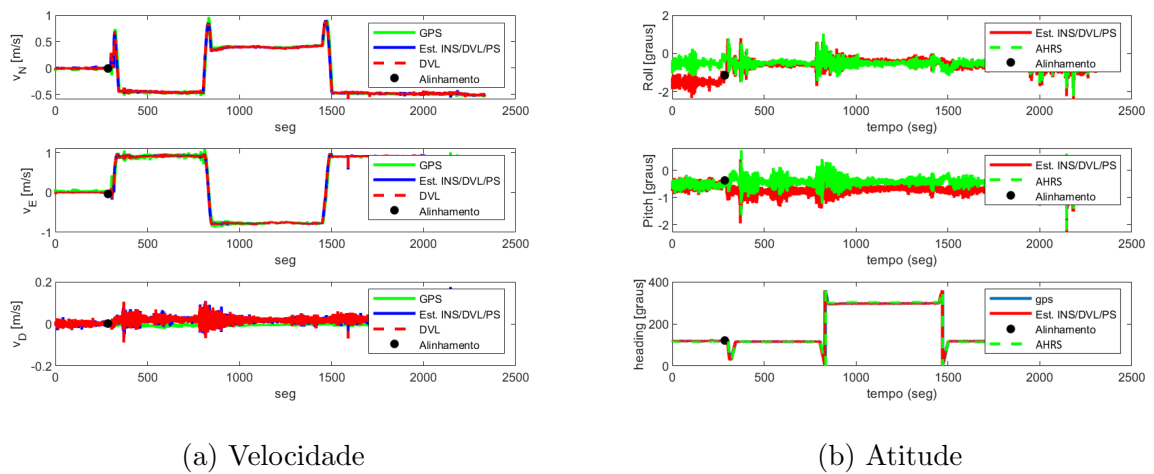 v_N [m/s]
1
0.5
0
-0.5
0 500 1000 1500 2000 2500
seg
GPS
Est. INS/DVL/PS
DVL
Alinhamento
v_E [m/s]
1
0
1
0 500 1000 1500 2000 2500
seg
GPS
Est. INS/DVL/PS
DVL
Alinhamento
v_D [m/s]
0.2
0
-0.2
0 500 1000 1500 2000 2500
seg
GPS
Est. INS/DVL/PS
DVL
Alinhamento
(a) Velocidade
Roll [graus]
2
0
-2
0 500 1000 1500 2000 2500
tempo (seg)
Est. INS/DVL/PS
AHRS
Alinhamento
Pitch [graus]
1
0
-1
-2
0 500 1000 1500 2000 2500
tempo (seg)
Est. INS/DVL/PS
AHRS
Alinhamento
heading [graus]
400
200
0
0 500 1000 1500 2000 2500
tempo (seg)
gps
Est. INS/DVL/PS
Alinhamento
AHRS
(b) Atitude